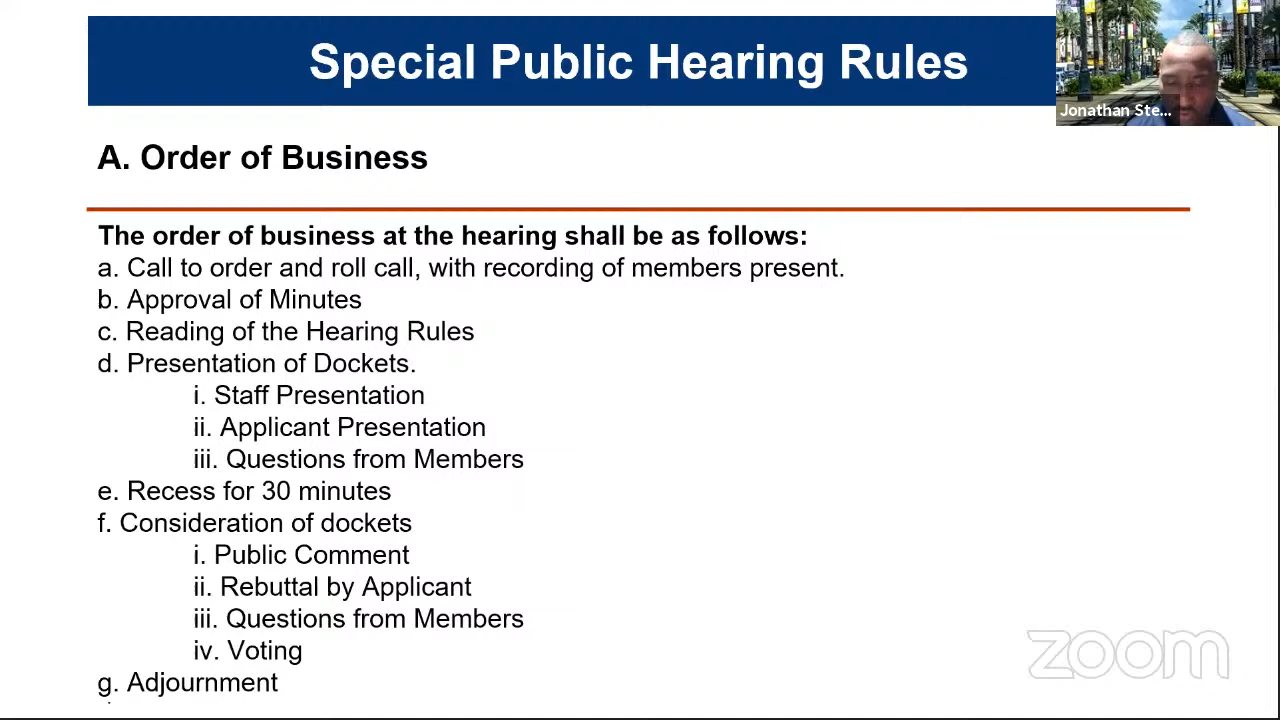 Special Public Hearing Rules
Jonathan Ste...
A. Order of Business
The order of business at the hearing shall be as follows:
a. Call to order and roll call, with recording of members present.
b. Approval of Minutes
c. Reading of the Hearing Rules
d. Presentation of Dockets.
i. Staff Presentation
ii. Applicant Presentation
iii. Questions from Members
e. Recess for 30 minutes
f. Consideration of dockets
i. Public Comment
ii. Rebuttal by Applicant
iii. Questions from Members
iv. Voting
g. Adjournment
zoom